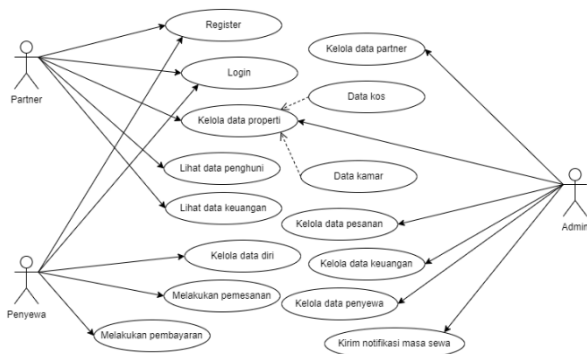 Register
Kelola data partner
Login
Partner
Data kos
Kelola data properti
Lihat data penghuni
Data kamar
Lihat data keuangan
Kelola data pesanan
Admin
Kelola data diri
Kelola data keuangan
Melakukan pemesanan
Kelola data penyewa
Penyewa
Melakukan pembayaran
Kirim notifikasi masa sewa